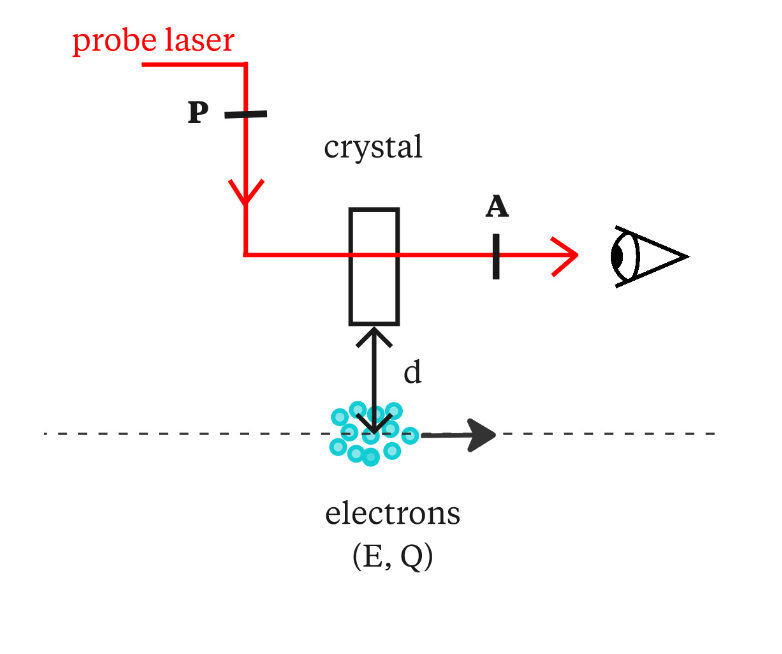 probe laser
P
crystal
A
d
electrons
(E, Q)